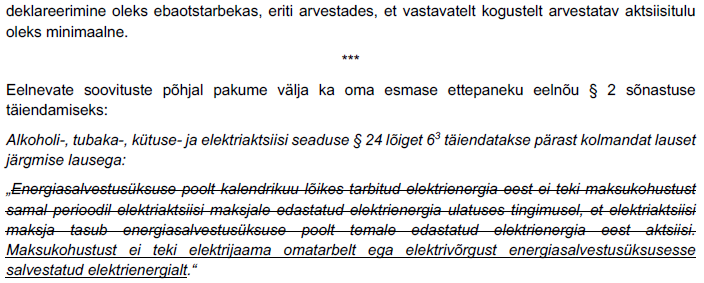 deklareerimine oleks ebaotstarbekas, eriti arvestades, et vastavatelt kogustelt arvestatav aktsiisitulu
oleks minimaalne.
***
Eelnevate soovituste põhjal pakume välja ka oma esmase ettepaneku eelnõu § 2 sõnastuse
täiendamiseks:
Alkoholi-, tubaka-, kütuse- ja elektriaktsiisi seaduse § 24 lõiget 6³ täiendatakse pärast kolmandat lauset
järgmise lausega:
„Energiasalvestusüksuse poolt kalendrikuu lõikes tarbitud elektrienergia eest ei teki maksukohustust
samal perioodil elektriaktsiisi maksjale edastatud elektrienergia ulatuses tingimusel, et elektriaktsiisi
maksja tasub energiasalvestusüksuse poolt temale edastatud elektrienergia eest aktsiisi.
Maksukohustust ei teki elektrijaama omatarbelt ega elektrivõrgust energiasalvestusüksusesse
salvestatud elektrienergialt.“